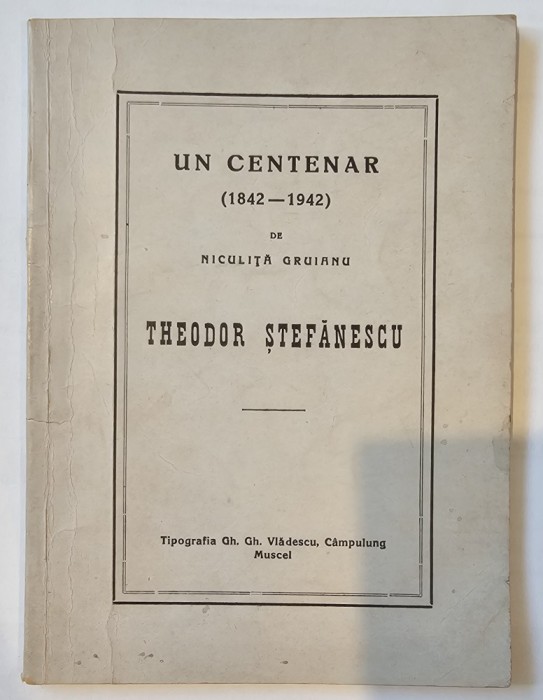 UN CENTENAR
(1842—1942)
DE
NICULIȚĂ GRUIANU
THEODOR ȘTEFĂNESCU
Tipografia Gh. Gh. Vlădescu, Câmpulung
Muscel